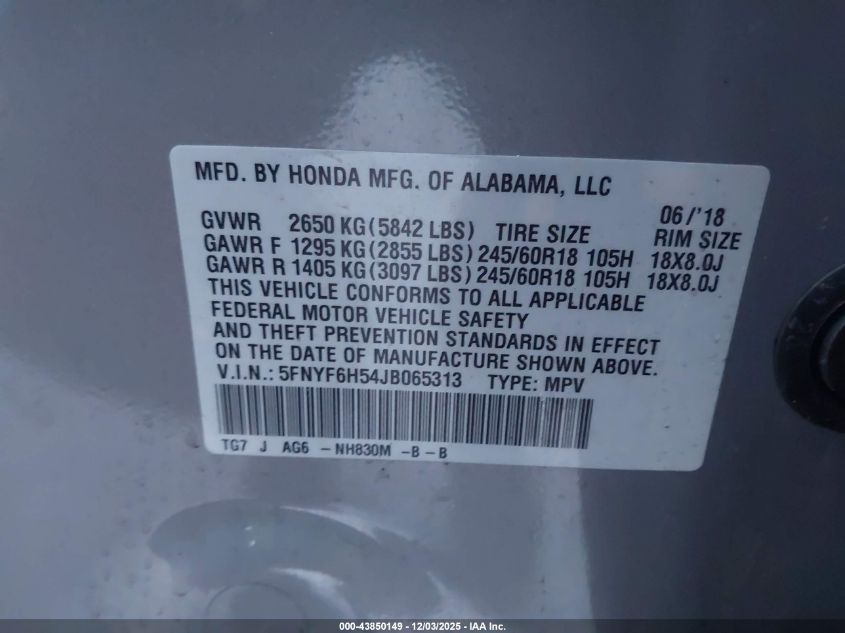 MFD. BY HONDA MFG. OF ALABAMA, LLC
06/'18
GVWR 2650 KG(5842 LBS) TIRE SIZE RIM SIZE
GAWR F 1295 KG(2855 LBS) 245/60R18 105H 18X8.0J
GAWR R 1405 KG(3097 LBS) 245/60R18 105H 18X8.0J
THIS VEHICLE CONFORMS TO ALL APPLICABLE
FEDERAL MOTOR VEHICLE SAFETY
AND THEFT PREVENTION STANDARDS IN EFFECT
ON THE DATE OF MANUFACTURE SHOWN ABOVE.
V.I.N.: 5FNYF6H54JB065313 TYPE: MPV
TG7 J AG6 - NH830M -B - B
000-43850149 - 12/03/2025 - IAA Inc.